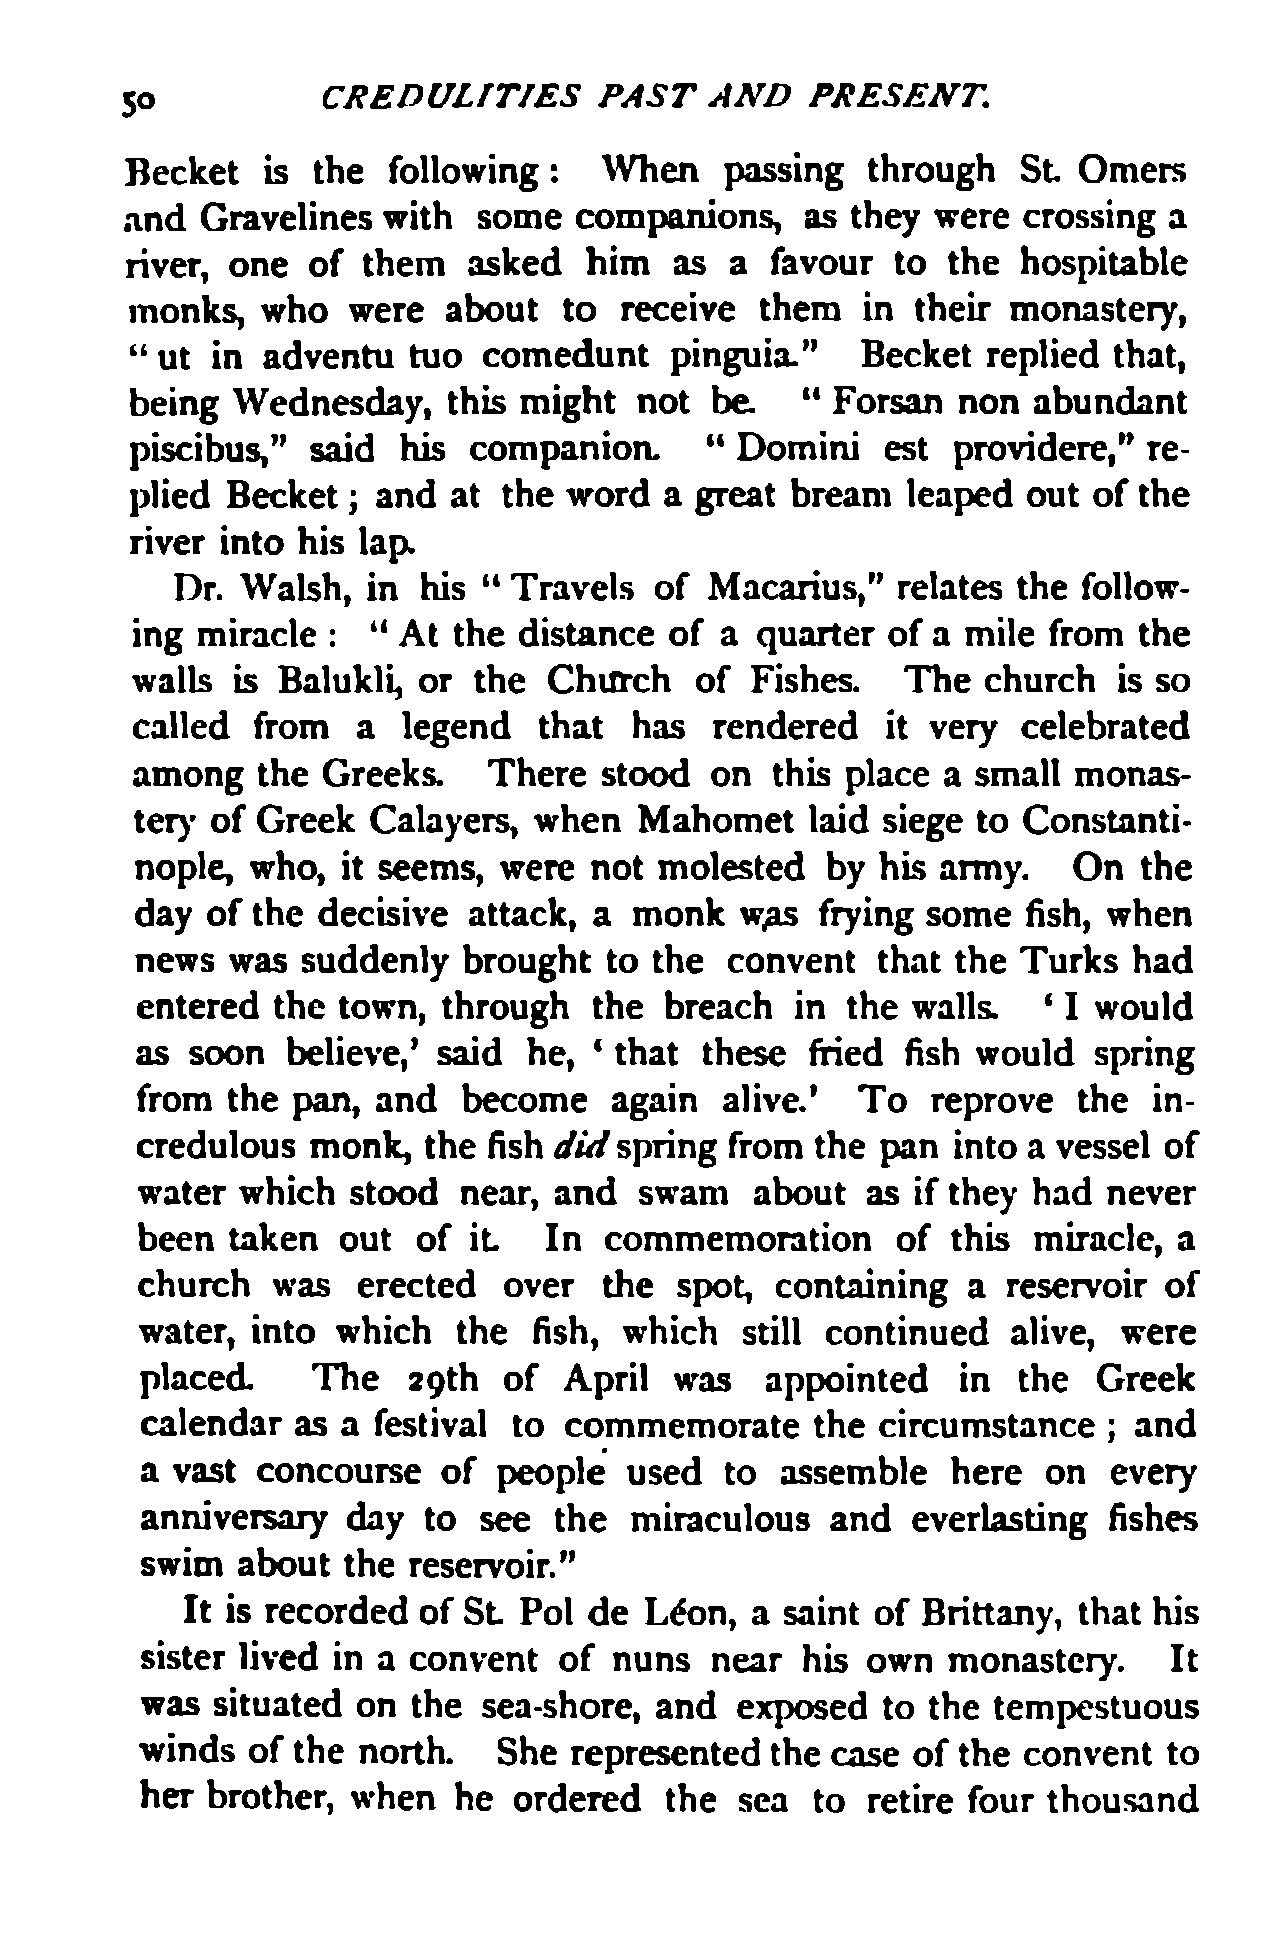 50 CREDULITIES PAST AND PRESENT.
Becket is the following : When passing through St. Omers
and Gravelines with some companions, as they were crossing a
river, one of them asked him as a favour to the hospitable
monks, who were about to receive them in their monastery,
“ ut in adventu tuo comedunt pinguia.” Becket replied that,
being Wednesday, this might not be. “ Forsan non abundant
piscibus,” said his companion. “ Domini est providere,” re-
plied Becket ; and at the word a great bream leaped out of the
river into his lap.
Dr. Walsh, in his “ Travels of Macarius,” relates the follow-
ing miracle : “ At the distance of a quarter of a mile from the
walls is Balukli, or the Church of Fishes. The church is so
called from a legend that has rendered it very celebrated
among the Greeks. There stood on this place a small monas-
tery of Greek Calayers, when Mahomet laid siege to Constanti-
nople, who, it seems, were not molested by his army. On the
day of the decisive attack, a monk was frying some fish, when
news was suddenly brought to the convent that the Turks had
entered the town, through the breach in the walls. ‘ I would
as soon believe,’ said he, ‘ that these fried fish would spring
from the pan, and become again alive.’ To reprove the in-
credulous monk, the fish did spring from the pan into a vessel of
water which stood near, and swam about as if they had never
been taken out of it. In commemoration of this miracle, a
church was erected over the spot, containing a reservoir of
water, into which the fish, which still continued alive, were
placed. The 29th of April was appointed in the Greek
calendar as a festival to commemorate the circumstance ; and
a vast concourse of people used to assemble here on every
anniversary day to see the miraculous and everlasting fishes
swim about the reservoir.”
It is recorded of St. Pol de Léon, a saint of Brittany, that his
sister lived in a convent of nuns near his own monastery. It
was situated on the sea-shore, and exposed to the tempestuous
winds of the north. She represented the case of the convent to
her brother, when he ordered the sea to retire four thousand